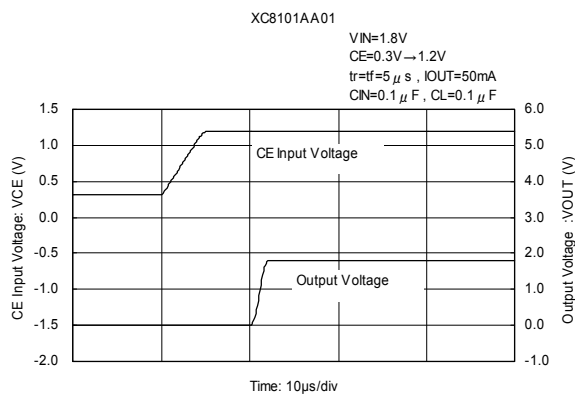 XC8101AA01
VIN=1.8V
CE=0.3V→1.2V
tr=tf=5 μ s , IOUT=50mA
CIN=0.1 μ F , CL=0.1 μ F
CE Input Voltage: VCE (V)
1.5
1.0
0.5
0.0
-0.5
-1.0
-1.5
-2.0
CE Input Voltage
Output Voltage
6.0
5.0
4.0
3.0
2.0
1.0
0.0
-1.0
Output Voltage :VOUT (V)
Time: 10μs/div